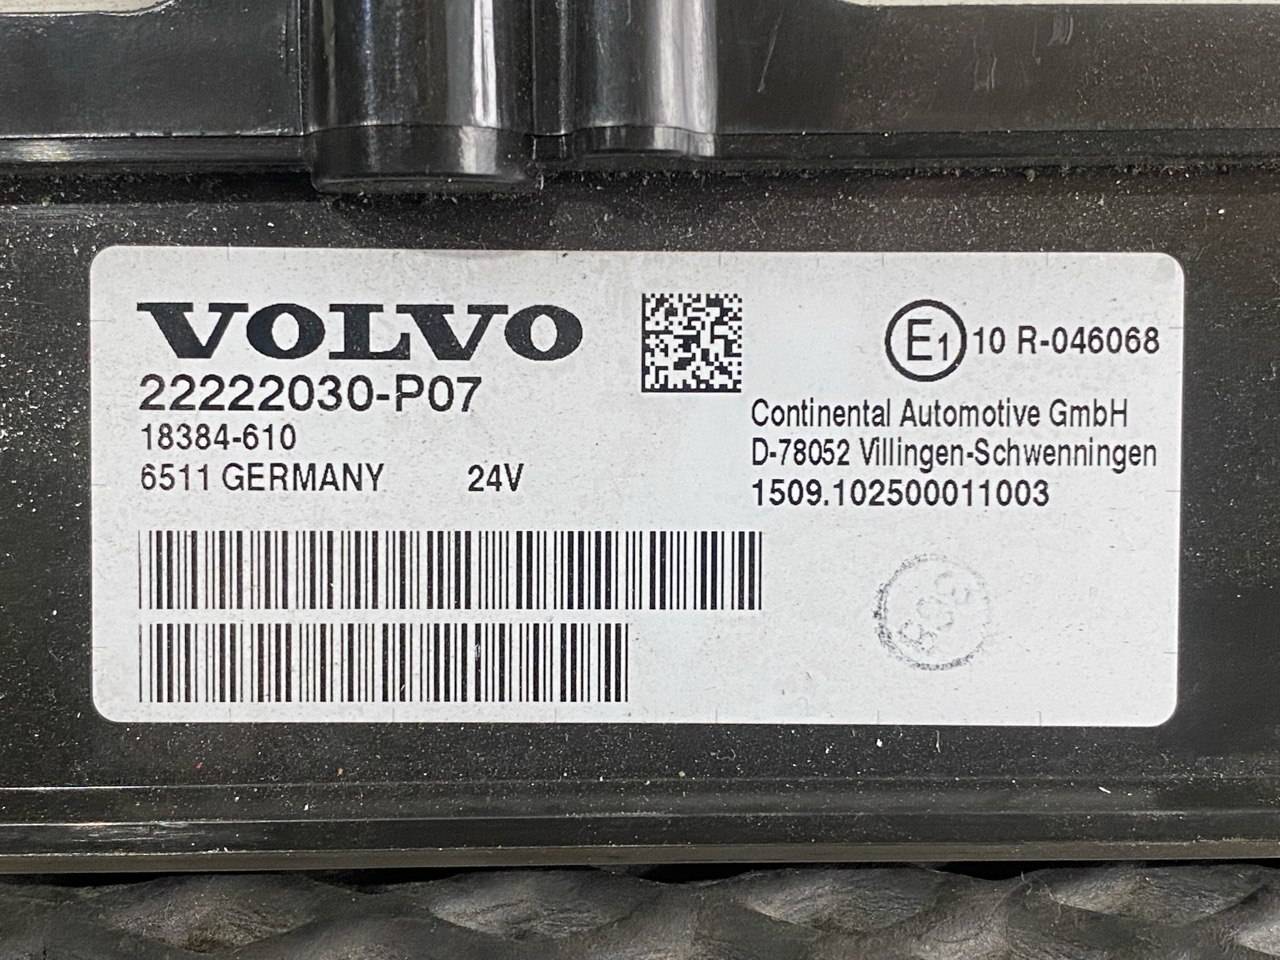 VOLVO
22222030-P07
18384-610
6511 GERMANY 24V
E1 10 R-046068
Continental Automotive GmbH
D-78052 Villingen-Schwenningen
1509.102500011003